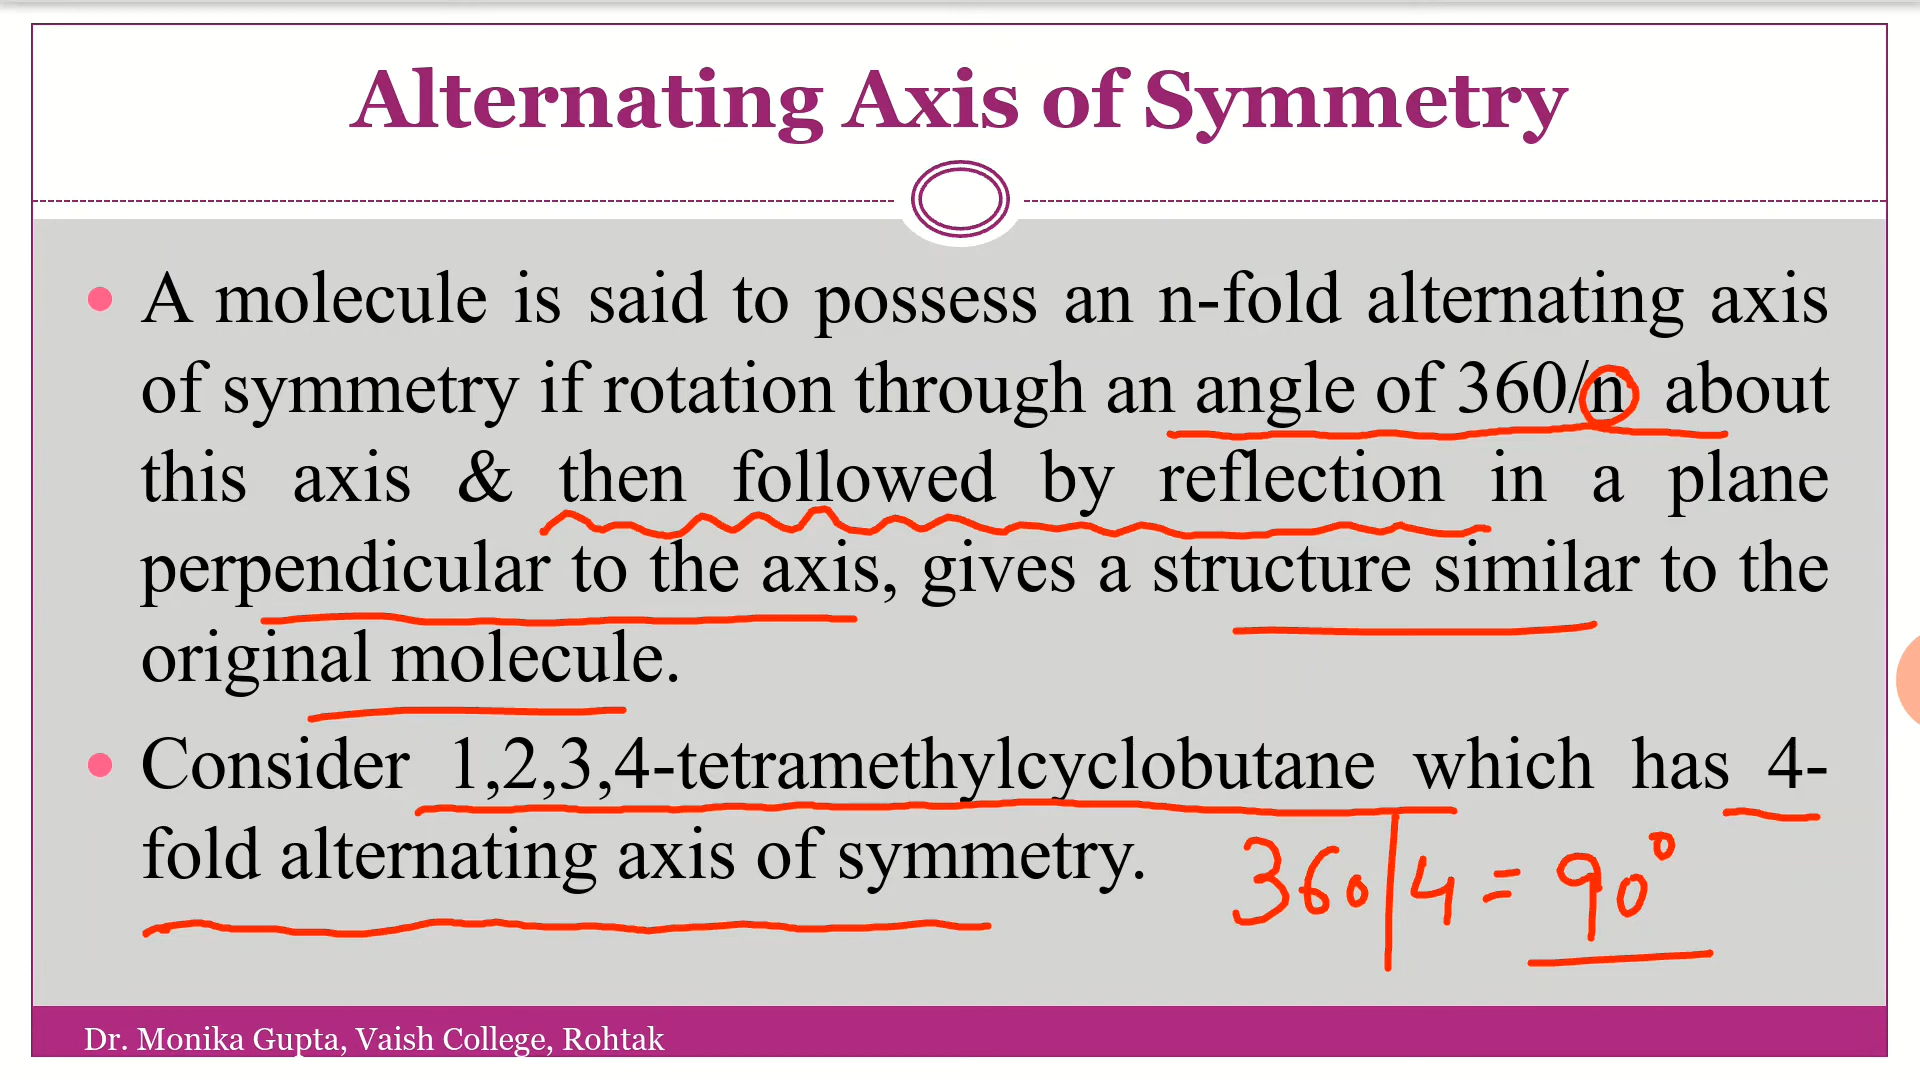 Alternating Axis of Symmetry
• A molecule is said to possess an n-fold alternating axis
of symmetry if rotation through an angle of 360/n about
this axis & then followed by reflection in a plane
perpendicular to the axis, gives a structure similar to the
original molecule.
• Consider 1,2,3,4-tetramethylcyclobutane which has 4-
fold alternating axis of symmetry.
360/4 = 90°
Dr. Monika Gupta, Vaish College, Rohtak